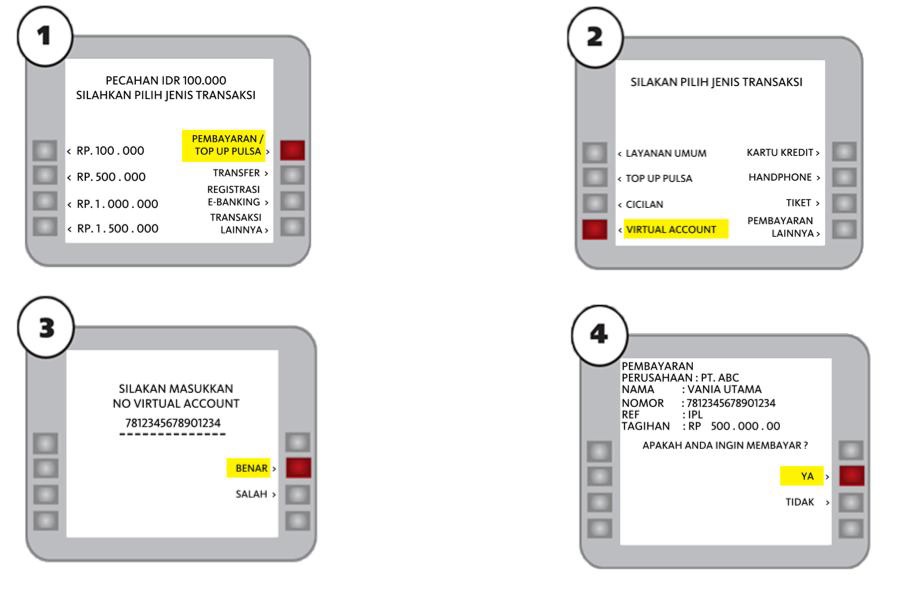 1
PECAHAN IDR 100.000
SILAHKAN PILIH JENIS TRANSAKSI
< RP. 100 . 000
< RP. 500 . 000
< RP. 1 . 000 . 000
< RP. 1 . 500 . 000
PEMBAYARAN /
TOP UP PULSA >
TRANSFER >
REGISTRASI
E-BANKING >
TRANSAKSI
LAINNYA >
2
SILAKAN PILIH JENIS TRANSAKSI
< LAYANAN UMUM
< TOP UP PULSA
< CICILAN
< VIRTUAL ACCOUNT
KARTU KREDIT >
HANDPHONE >
TIKET >
PEMBAYARAN
LAINNYA >
3
SILAKAN MASUKKAN
NO VIRTUAL ACCOUNT
7812345678901234
BENAR >
SALAH >
4
PEMBAYARAN
PERUSAHAAN : PT. ABC
NAMA : VANIA UTAMA
NOMOR : 7812345678901234
REF : IPL
TAGIHAN : RP 500 . 000 . 00
APAKAH ANDA INGIN MEMBAYAR ?
YA >
TIDAK >